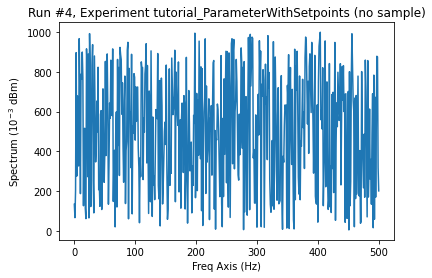 Run #4, Experiment tutorial_ParameterWithSetpoints (no sample)
1000
800
600
400
200
0
Spectrum (10⁻³ dBm)
0 100 200 300 400 500
Freq Axis (Hz)